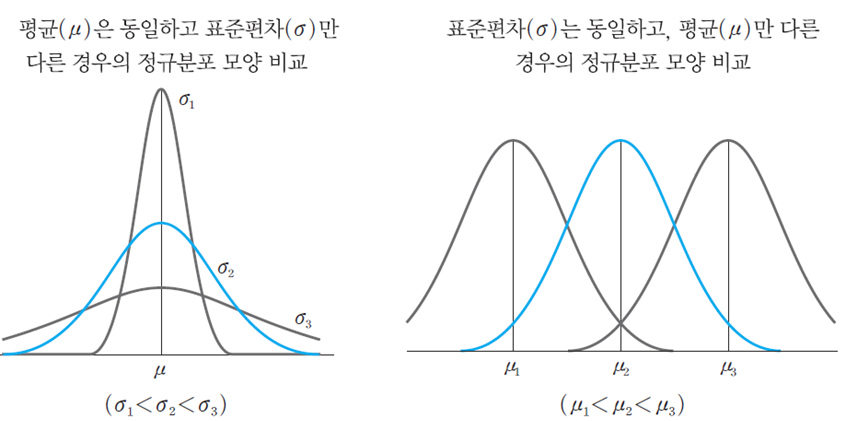 평균(μ)은 동일하고 표준편차(σ)만
다른 경우의 정규분포 모양 비교
σ₁
σ₂
σ₃
μ
(σ₁<σ₂<σ₃)
표준편차(σ)는 동일하고, 평균(μ)만 다른
경우의 정규분포 모양 비교
μ₁
μ₂
μ₃
(μ₁<μ₂<μ₃)